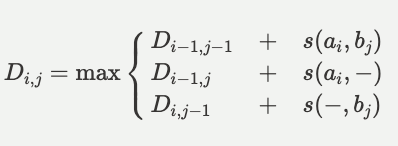 D_{i,j} = max { D_{i−1,j−1} + s(a_i, b_j)
D_{i−1,j} + s(a_i, −)
D_{i,j−1} + s(−, b_j)